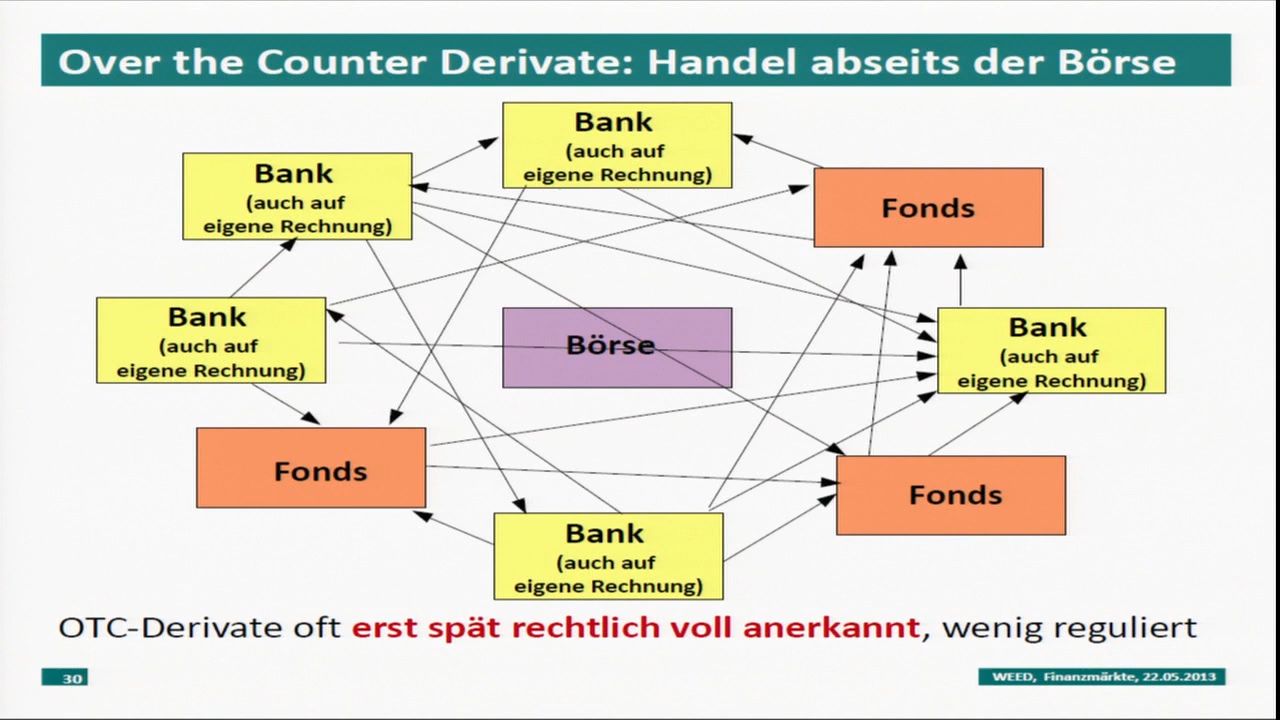 Over the Counter Derivate: Handel abseits der Börse
Bank
(auch auf
eigene Rechnung)
Bank
(auch auf
eigene Rechnung)
Fonds
Bank
(auch auf
eigene Rechnung)
Börse
Bank
(auch auf
eigene Rechnung)
Fonds
Fonds
Bank
(auch auf
eigene Rechnung)
OTC-Derivate oft erst spät rechtlich voll anerkannt, wenig reguliert
30
WEED, Finanzmärkte, 22.05.2013